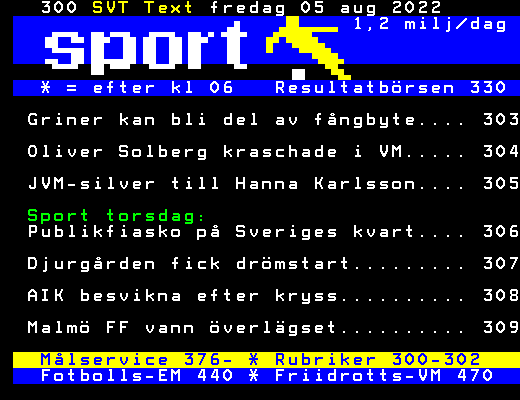 300 SVT Text fredag 05 aug 2022
1,2 milj/dag
sport
* = efter kl 06 Resultatbörsen 330
Griner kan bli del av fångbyte.... 303
Oliver Solberg kraschade i VM..... 304
JVM-silver till Hanna Karlsson.... 305
Sport torsdag:
Publikfiasko på Sveriges kvart.... 306
Djurgården fick drömstart......... 307
AIK besvikna efter kryss.......... 308
Malmö FF vann överlägset.......... 309
Målservice 376- * Rubriker 300-302
Fotbolls-EM 440 * Friidrotts-VM 470